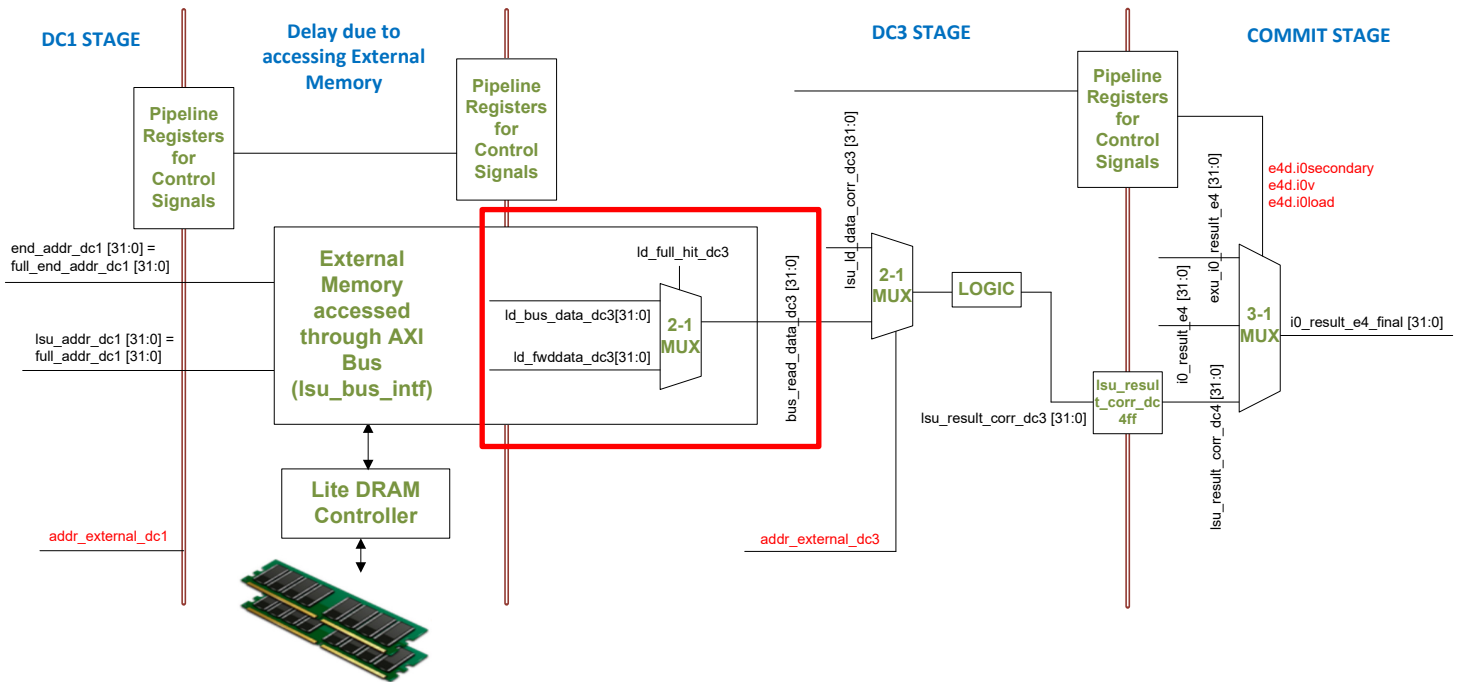 DC1 STAGE
Delay due to
accessing External
Memory
DC3 STAGE
COMMIT STAGE
Pipeline
Registers
for
Control
Signals
Pipeline
Registers
for
Control
Signals
Pipeline
Registers
for
Control
Signals
e4d.i0secondary
e4d.i0v
e4d.i0load
end_addr_dc1 [31:0] =
full_end_addr_dc1 [31:0]
lsu_addr_dc1 [31:0] =
full_addr_dc1 [31:0]
External
Memory
accessed
through AXI
Bus
(lsu_bus_intf)
ld_full_hit_dc3
ld_bus_data_dc3[31:0]
ld_fwddata_dc3[31:0]
2-1
MUX
bus_read_data_dc3 [31:0]
lsu_ld_data_corr_dc3 [31:0]
2-1
MUX
LOGIC
lsu_result_corr_dc3 [31:0]
lsu_resul
t_corr_dc
4ff
exu_i0_result_e4 [31:0]
i0_result_e4 [31:0]
lsu_result_corr_dc4 [31:0]
3-1
MUX
i0_result_e4_final [31:0]
Lite DRAM
Controller
addr_external_dc1
addr_external_dc3